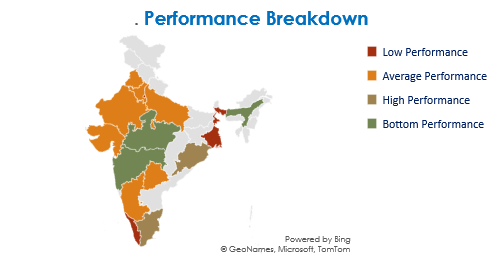 . Performance Breakdown
Low Performance
Average Performance
High Performance
Bottom Performance
Powered by Bing
© GeoNames, Microsoft, TomTom